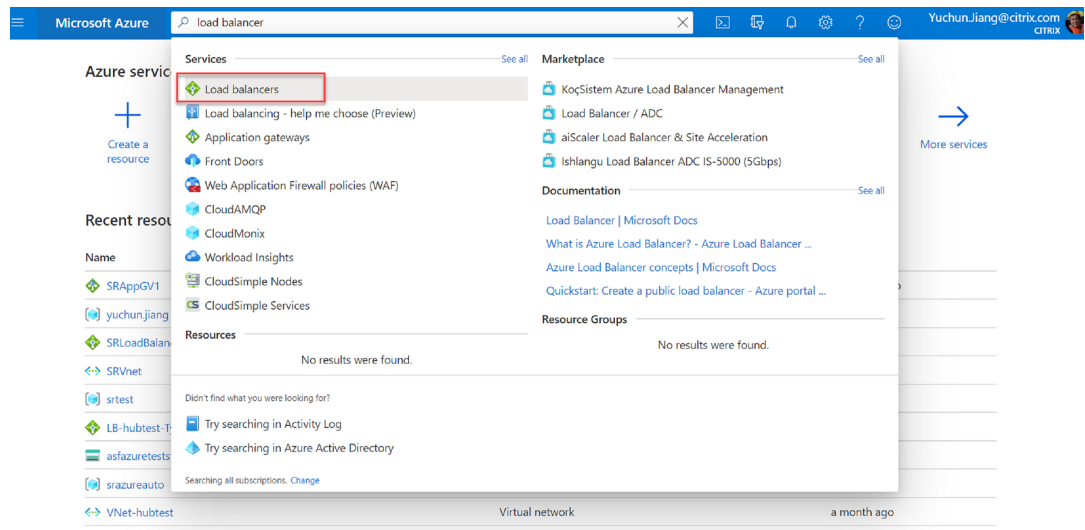 Microsoft Azure
load balancer
Yuchun.Jiang@citrix.com
CITRIX
Azure servic
Create a
resource
More services
Services
See all
Load balancers
Load balancing - help me choose (Preview)
Application gateways
Front Doors
Web Application Firewall policies (WAF)
CloudAMQP
CloudMonix
Workload Insights
CloudSimple Nodes
CS CloudSimple Services
Resources
No results were found.
Marketplace
See all
KoçSistem Azure Load Balancer Management
Load Balancer / ADC
aiScaler Load Balancer & Site Acceleration
Ishlangu Load Balancer ADC IS-5000 (5Gbps)
Documentation
See all
Load Balancer | Microsoft Docs
What is Azure Load Balancer? - Azure Load Balancer ...
Azure Load Balancer concepts | Microsoft Docs
Quickstart: Create a public load balancer - Azure portal ...
Resource Groups
No results were found.
Didn't find what you were looking for?
Try searching in Activity Log
Try searching in Azure Active Directory
Searching all subscriptions. Change
Recent resou
Name
SRAppGV1
yuchun.jiang
SRLoadBalan
SRVnet
srtest
LB-hubtest-Ty
asfazuretests
srazureauto
VNet-hubtest
Virtual network
a month ago